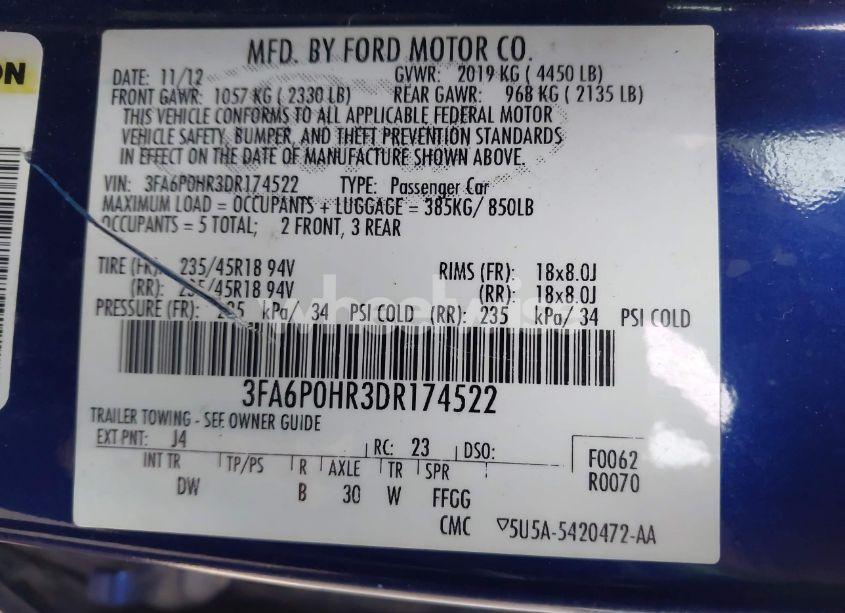 ON
MFD. BY FORD MOTOR CO.
DATE: 11/12 GVWR: 2019 KG ( 4450 LB)
FRONT GAWR: 1057 KG ( 2330 LB) REAR GAWR: 968 KG ( 2135 LB)
THIS VEHICLE CONFORMS TO ALL APPLICABLE FEDERAL MOTOR
VEHICLE SAFETY, BUMPER, AND THEFT PREVENTION STANDARDS
IN EFFECT ON THE DATE OF MANUFACTURE SHOWN ABOVE.
VIN: 3FA6P0HR3DR174522 TYPE: Passenger Car
MAXIMUM LOAD = OCCUPANTS + LUGGAGE = 385KG/ 850LB
OCCUPANTS = 5 TOTAL; 2 FRONT, 3 REAR
TIRE (FR): 235/45R18 94V RIMS (FR): 18x8.0J
(RR): 235/45R18 94V (RR): 18x8.0J
PRESSURE (FR): 235 kPa/ 34 PSI COLD (RR): 235 kPa/ 34 PSI COLD
3FA6P0HR3DR174522
TRAILER TOWING - SEE OWNER GUIDE
EXT PNT: J4 RC: 23 DSO: F0062
INT TR TP/PS R AXLE TR SPR R0070
DW B 30 W FFGG
CMC ▽5U5A-5420472-AA